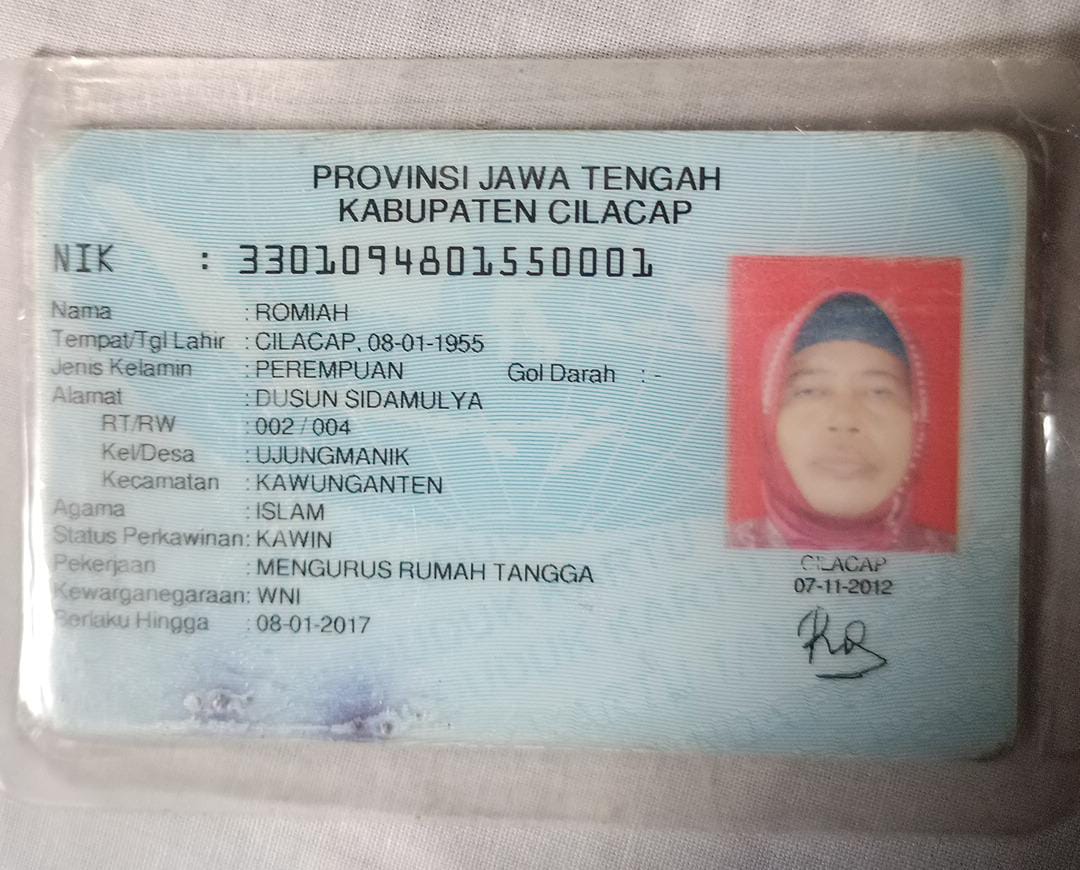 PROVINSI JAWA TENGAH
KABUPATEN CILACAP
NIK : 3301094801550001
Nama : ROMIAH
Tempat/Tgl Lahir : CILACAP, 08-01-1955
Jenis Kelamin : PEREMPUAN Gol Darah : -
Alamat : DUSUN SIDAMULYA
RT/RW : 002 / 004
Kel/Desa : UJUNGMANIK
Kecamatan : KAWUNGANTEN
Agama : ISLAM
Status Perkawinan: KAWIN
Pekerjaan : MENGURUS RUMAH TANGGA
Kewarganegaraan: WNI
Berlaku Hingga : 08-01-2017
CILACAP
07-11-2012